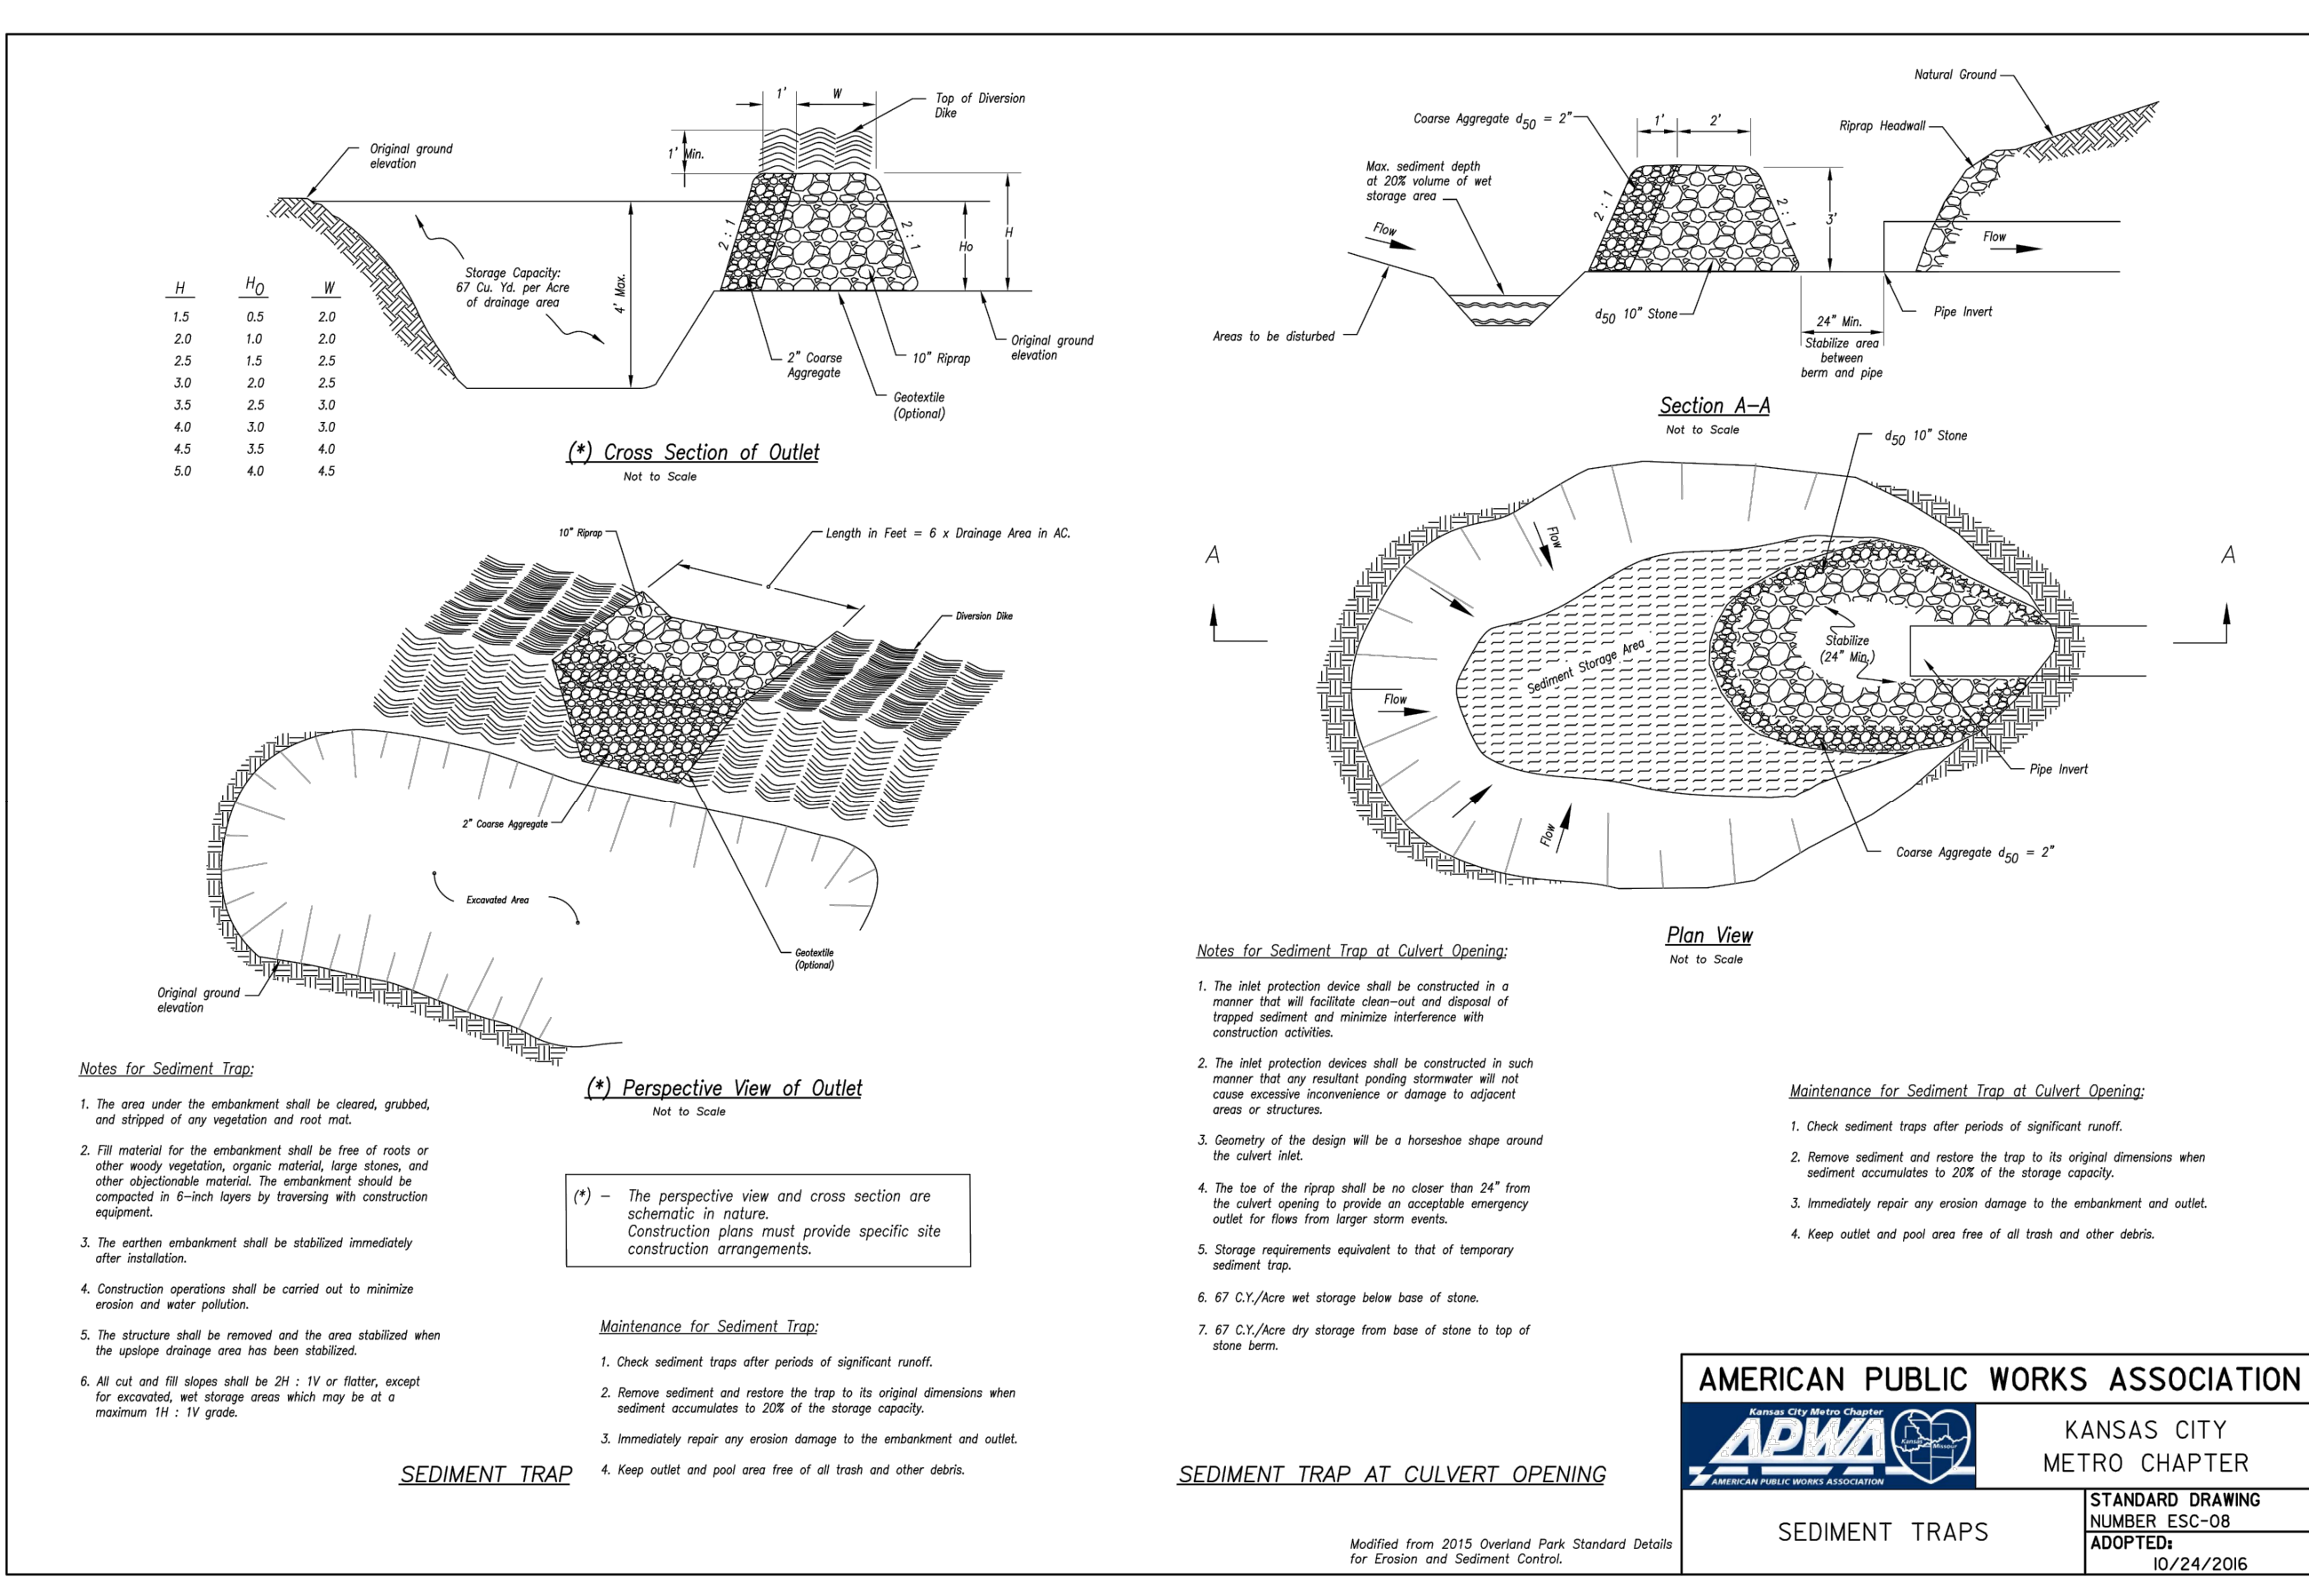 1'
W
Top of Diversion
Dike
1' Min.
Original ground
elevation
2 : 1
2 : 1
Ho
H
4' Max.
Storage Capacity:
67 Cu. Yd. per Acre
of drainage area
Original ground
elevation
2" Coarse
Aggregate
10" Riprap
Geotextile
(Optional)
H HO W
1.5 0.5 2.0
2.0 1.0 2.0
2.5 1.5 2.5
3.0 2.0 2.5
3.5 2.5 3.0
4.0 3.0 3.0
4.5 3.5 4.0
5.0 4.0 4.5
(*) Cross Section of Outlet
Not to Scale
10" Riprap
Length in Feet = 6 x Drainage Area in AC.
Diversion Dike
2" Coarse Aggregate
Excavated Area
Geotextile
(Optional)
Original ground
elevation
(*) Perspective View of Outlet
Not to Scale
Notes for Sediment Trap:
1. The area under the embankment shall be cleared, grubbed,
and stripped of any vegetation and root mat.
2. Fill material for the embankment shall be free of roots or
other woody vegetation, organic material, large stones, and
other objectionable material. The embankment should be
compacted in 6-inch layers by traversing with construction
equipment.
3. The earthen embankment shall be stabilized immediately
after installation.
4. Construction operations shall be carried out to minimize
erosion and water pollution.
5. The structure shall be removed and the area stabilized when
the upslope drainage area has been stabilized.
6. All cut and fill slopes shall be 2H : 1V or flatter, except
for excavated, wet storage areas which may be at a
maximum 1H : 1V grade.
(*) – The perspective view and cross section are
schematic in nature.
Construction plans must provide specific site
construction arrangements.
Maintenance for Sediment Trap:
1. Check sediment traps after periods of significant runoff.
2. Remove sediment and restore the trap to its original dimensions when
sediment accumulates to 20% of the storage capacity.
3. Immediately repair any erosion damage to the embankment and outlet.
4. Keep outlet and pool area free of all trash and other debris.
SEDIMENT TRAP
Natural Ground
Coarse Aggregate d50 = 2"
1'
2'
Riprap Headwall
Max. sediment depth
at 20% volume of wet
storage area
2 : 1
2 : 1
3'
Flow
Flow
Areas to be disturbed
d50 10" Stone
24" Min.
Stabilize area
between
berm and pipe
Pipe Invert
Section A-A
Not to Scale
d50 10" Stone
A
A
Flow
Flow
Flow
Sediment Storage Area
Stabilize
(24" Min.)
Pipe Invert
Coarse Aggregate d50 = 2"
Plan View
Not to Scale
Notes for Sediment Trap at Culvert Opening:
1. The inlet protection device shall be constructed in a
manner that will facilitate clean-out and disposal of
trapped sediment and minimize interference with
construction activities.
2. The inlet protection devices shall be constructed in such
manner that any resultant ponding stormwater will not
cause excessive inconvenience or damage to adjacent
areas or structures.
3. Geometry of the design will be a horseshoe shape around
the culvert inlet.
4. The toe of the riprap shall be no closer than 24" from
the culvert opening to provide an acceptable emergency
outlet for flows from larger storm events.
5. Storage requirements equivalent to that of temporary
sediment trap.
6. 67 C.Y./Acre wet storage below base of stone.
7. 67 C.Y./Acre dry storage from base of stone to top of
stone berm.
Maintenance for Sediment Trap at Culvert Opening:
1. Check sediment traps after periods of significant runoff.
2. Remove sediment and restore the trap to its original dimensions when
sediment accumulates to 20% of the storage capacity.
3. Immediately repair any erosion damage to the embankment and outlet.
4. Keep outlet and pool area free of all trash and other debris.
SEDIMENT TRAP AT CULVERT OPENING
Modified from 2015 Overland Park Standard Details
for Erosion and Sediment Control.
AMERICAN PUBLIC WORKS ASSOCIATION
Kansas City Metro Chapter
APWA
Kansas Missouri
AMERICAN PUBLIC WORKS ASSOCIATION
KANSAS CITY
METRO CHAPTER
SEDIMENT TRAPS
STANDARD DRAWING
NUMBER ESC-08
ADOPTED:
10/24/2016